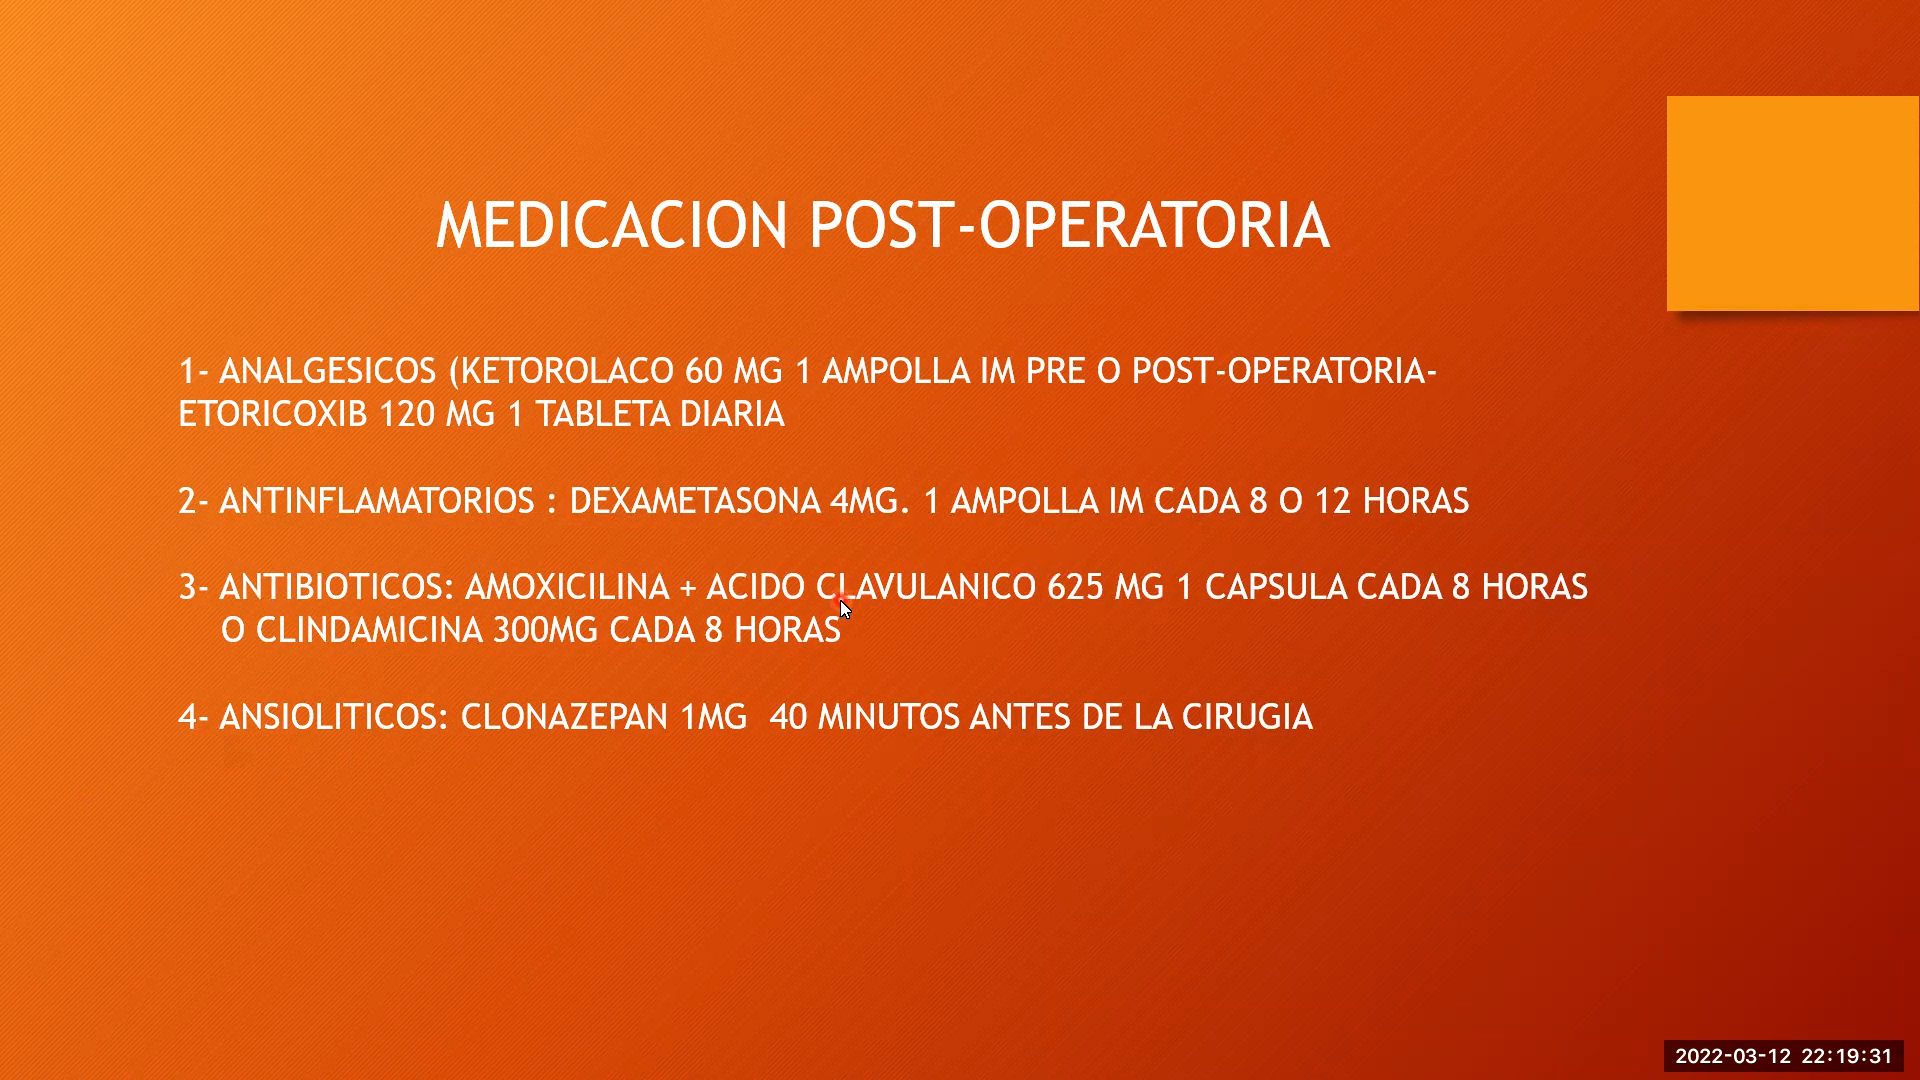 MEDICACION POST-OPERATORIA
1- ANALGESICOS (KETOROLACO 60 MG 1 AMPOLLA IM PRE O POST-OPERATORIA-
ETORICOXIB 120 MG 1 TABLETA DIARIA
2- ANTINFLAMATORIOS : DEXAMETASONA 4MG. 1 AMPOLLA IM CADA 8 O 12 HORAS
3- ANTIBIOTICOS: AMOXICILINA + ACIDO CLAVULANICO 625 MG 1 CAPSULA CADA 8 HORAS
O CLINDAMICINA 300MG CADA 8 HORAS
4- ANSIOLITICOS: CLONAZEPAN 1MG  40 MINUTOS ANTES DE LA CIRUGIA
2022-03-12 22:19:31